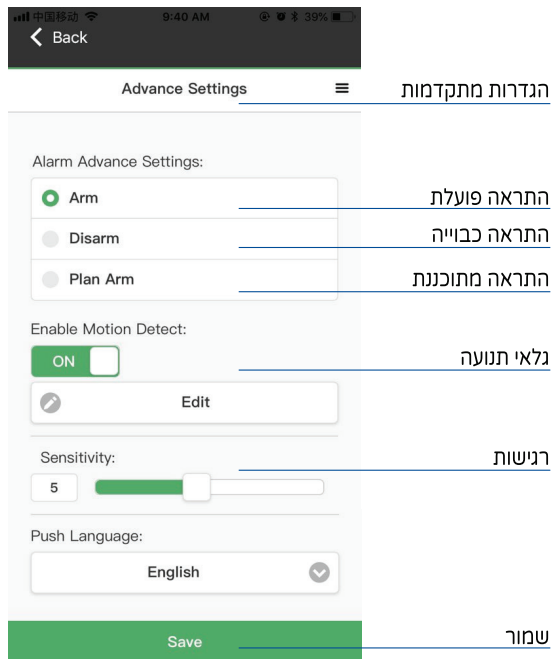 中国移动 9:40 AM 39%
Back
Advance Settings
הגדרות מתקדמות
Alarm Advance Settings:
Arm
התראה פועלת
Disarm
התראה כבוייה
Plan Arm
התראה מתוכננת
Enable Motion Detect:
ON
גלאי תנועה
Edit
Sensitivity:
רגישות
5
Push Language:
English
Save
שמור